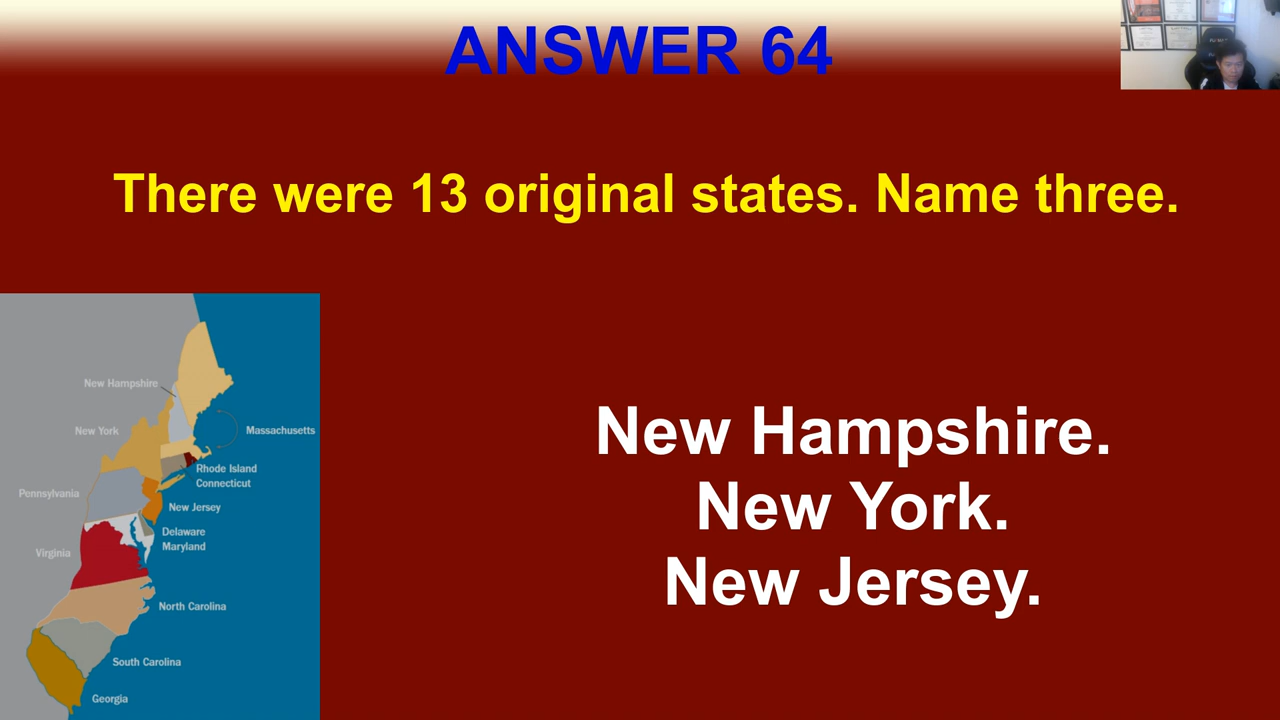 ANSWER 64
There were 13 original states. Name three.
New Hampshire
New York
Massachusetts
Rhode Island
Connecticut
Pennsylvania
New Jersey
Delaware
Maryland
Virginia
North Carolina
South Carolina
Georgia
New Hampshire.
New York.
New Jersey.